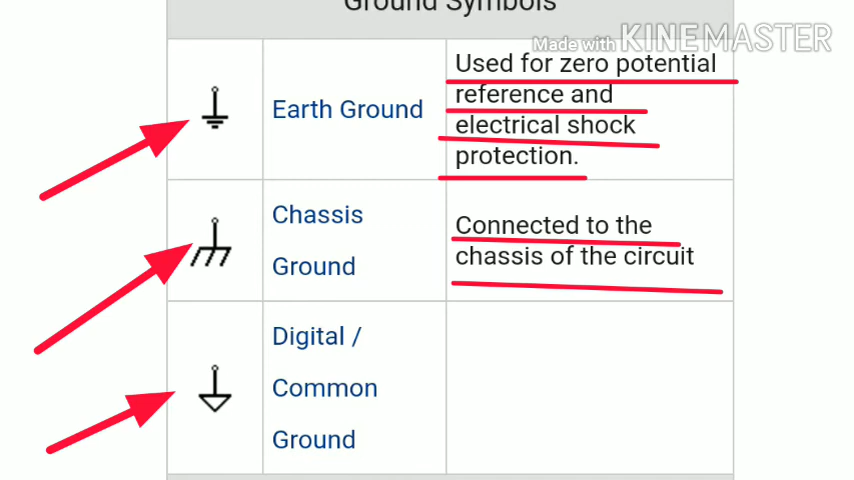 Ground Symbols
Made with KINEMASTER
Earth Ground
Used for zero potential
reference and
electrical shock
protection.
Chassis
Ground
Connected to the
chassis of the circuit
Digital /
Common
Ground